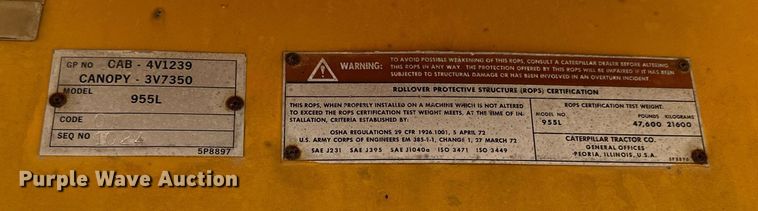 GP NO CAB - 4V1239
CANOPY - 3V7350
MODEL
955L
CODE
SEQ NO
5P8897
WARNING:
TO AVOID POSSIBLE WEAKENING OF THIS ROPS, CONSULT A CATERPILLAR DEALER BEFORE ALTERING
THIS ROPS IN ANY WAY. THE PROTECTION OFFERED BY THIS ROPS WILL BE IMPAIRED IF IT HAS BEEN
SUBJECTED TO STRUCTURAL DAMAGE OR HAS BEEN INVOLVED IN AN OVERTURN INCIDENT.
ROLLOVER PROTECTIVE STRUCTURE (ROPS) CERTIFICATION
THIS ROPS, WHEN PROPERLY INSTALLED ON A MACHINE WHICH IS NOT ALTERED
TO EXCEED THE ROPS CERTIFICATION TEST WEIGHT MEETS, AT THE TIME OF IN-
STALLATION, CRITERIA ESTABLISHED BY:
OSHA REGULATIONS 29 CFR 1926.1001, 5 APRIL 72
U.S. ARMY CORPS OF ENGINEERS EM 385-1-1, CHANGE 1, 27 MARCH 72
SAE J231 SAE J395 SAE J1040a ISO 3471 ISO 3449
ROPS CERTIFICATION TEST WEIGHT:
MODEL NO. POUNDS KILOGRAMS
955L 47,600 21600
CATERPILLAR TRACTOR CO.
GENERAL OFFICES
PEORIA, ILLINOIS, U.S.A.
Purple Wave Auction